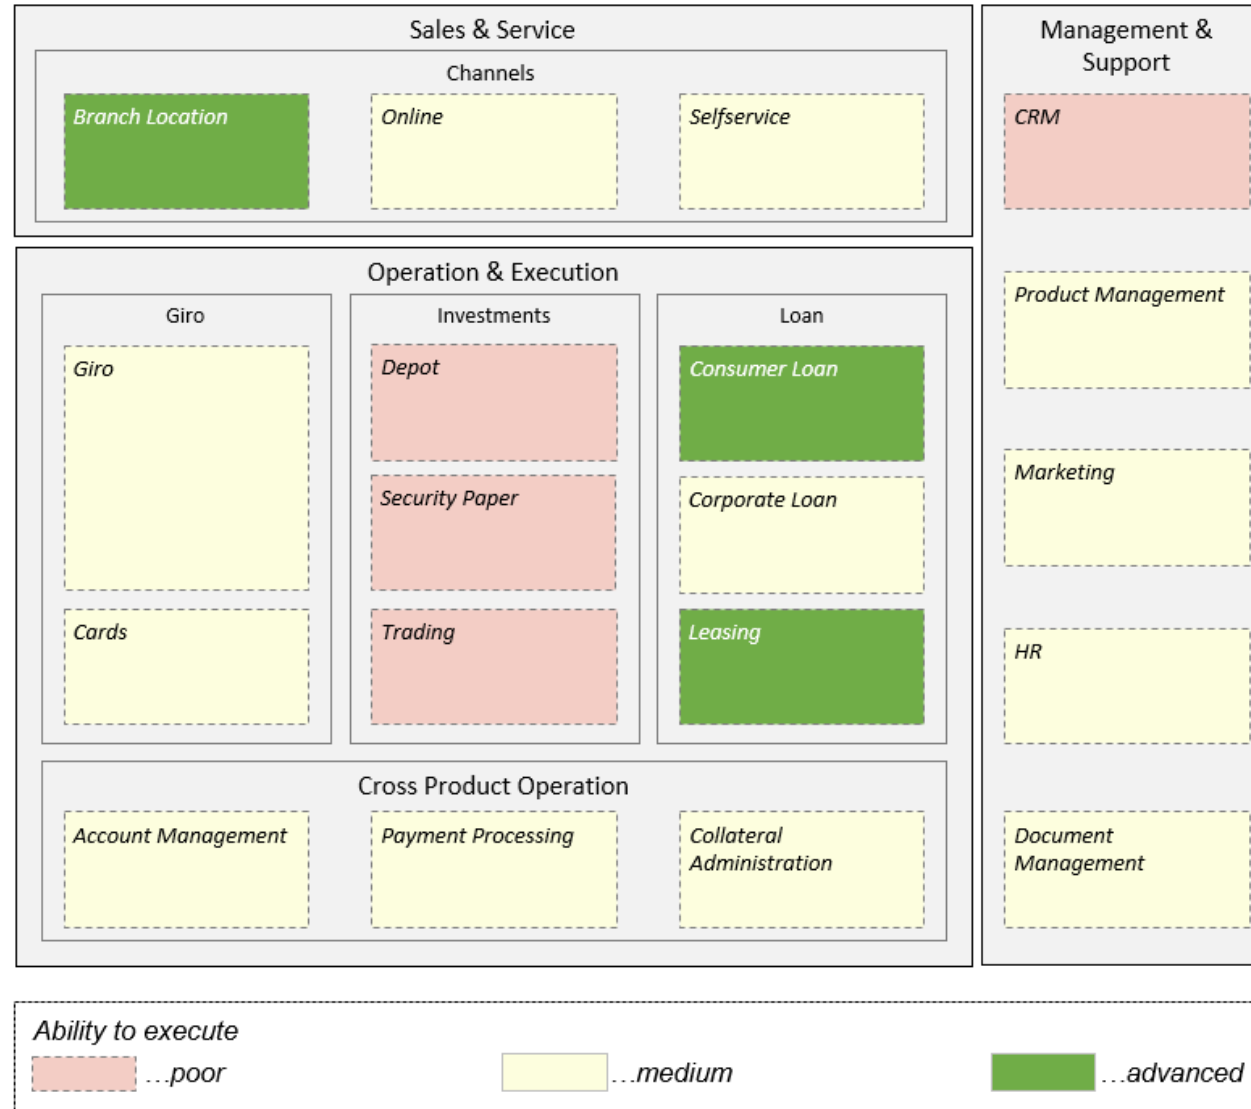 Sales & Service
Channels
Branch Location
Online
Selfservice
Management &
Support
CRM
Product Management
Marketing
HR
Document
Management
Operation & Execution
Giro
Giro
Cards
Investments
Depot
Security Paper
Trading
Loan
Consumer Loan
Corporate Loan
Leasing
Cross Product Operation
Account Management
Payment Processing
Collateral
Administration
Ability to execute
...poor
...medium
...advanced